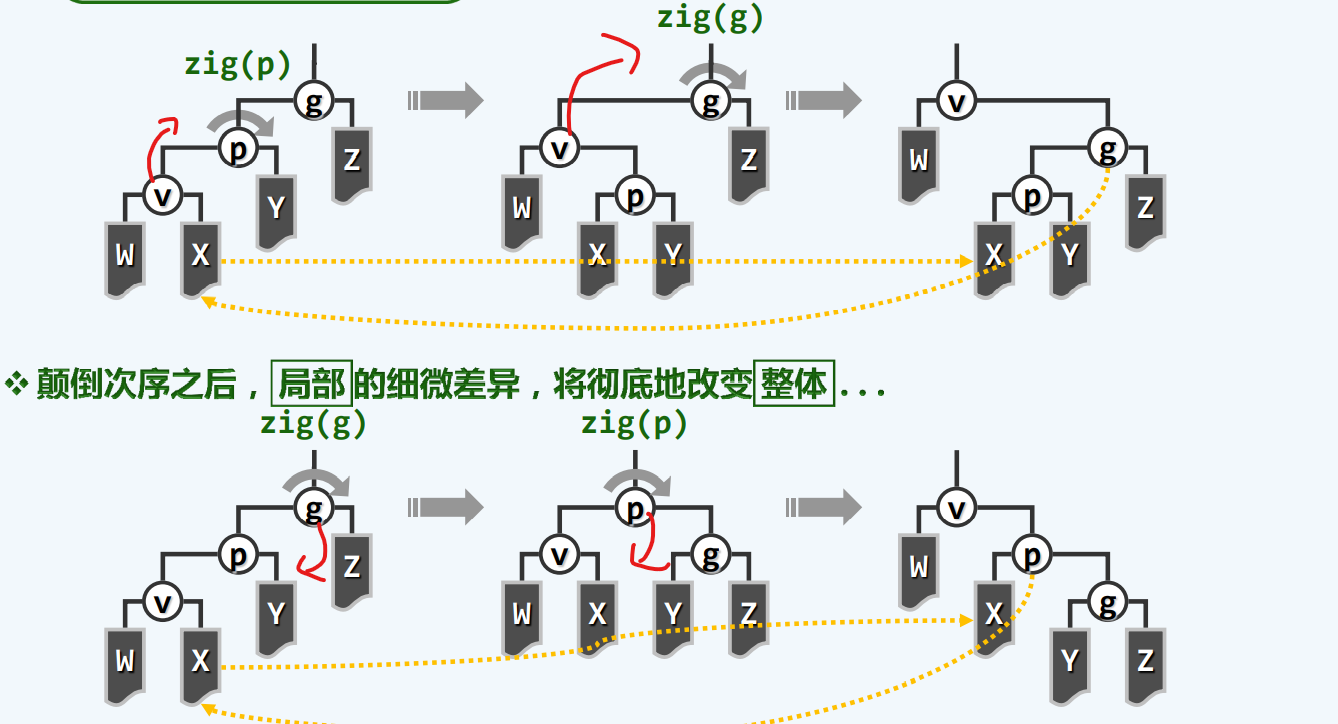 zig(g)
zig(p)
g g v
p v g
Z Z W
v p p
Y W Z
W X X Y X Y
❖ 颠倒次序之后，局部的细微差异，将彻底地改变整体...
zig(g) zig(p)
g p v
p v g p
Z W
v g
Y W X Y Z X
W X Y Z